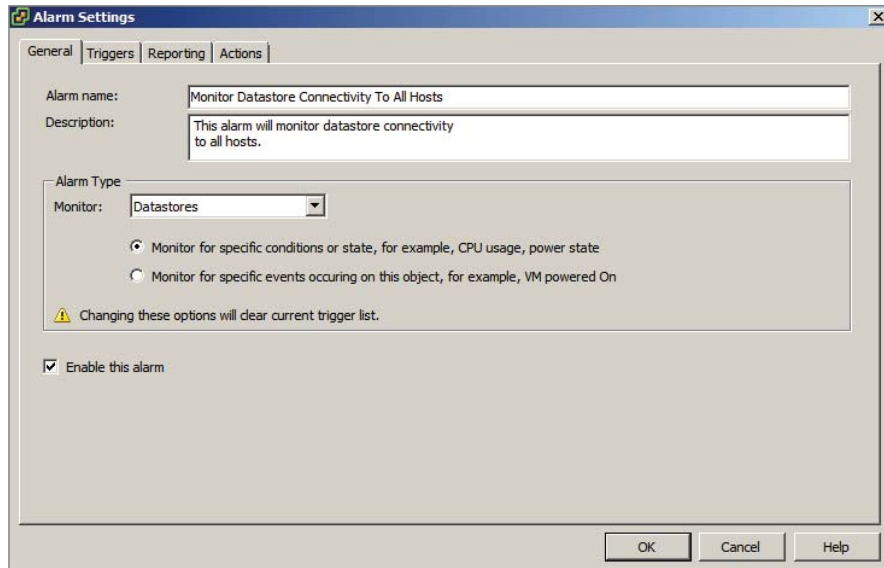 Alarm Settings
General Triggers Reporting Actions
Alarm name: Monitor Datastore Connectivity To All Hosts
Description: This alarm will monitor datastore connectivity
to all hosts.
Alarm Type
Monitor: Datastores
Monitor for specific conditions or state, for example, CPU usage, power state
Monitor for specific events occuring on this object, for example, VM powered On
Changing these options will clear current trigger list.
Enable this alarm
OK Cancel Help